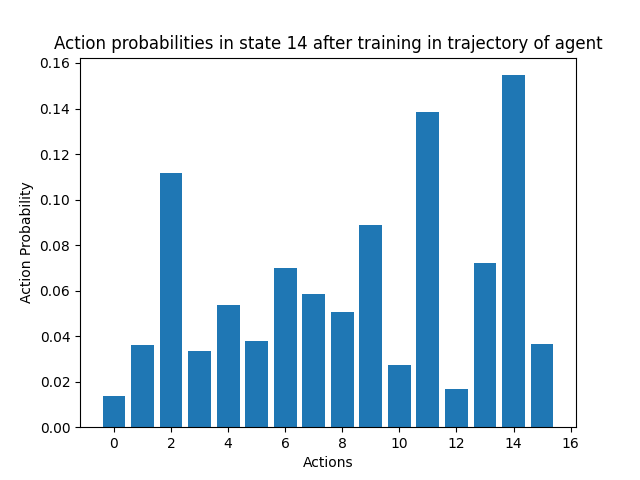 Action probabilities in state 14 after training in trajectory of agent
0.16
0.14
0.12
0.10
0.08
0.06
0.04
0.02
0.00
Action Probability
0 2 4 6 8 10 12 14 16
Actions